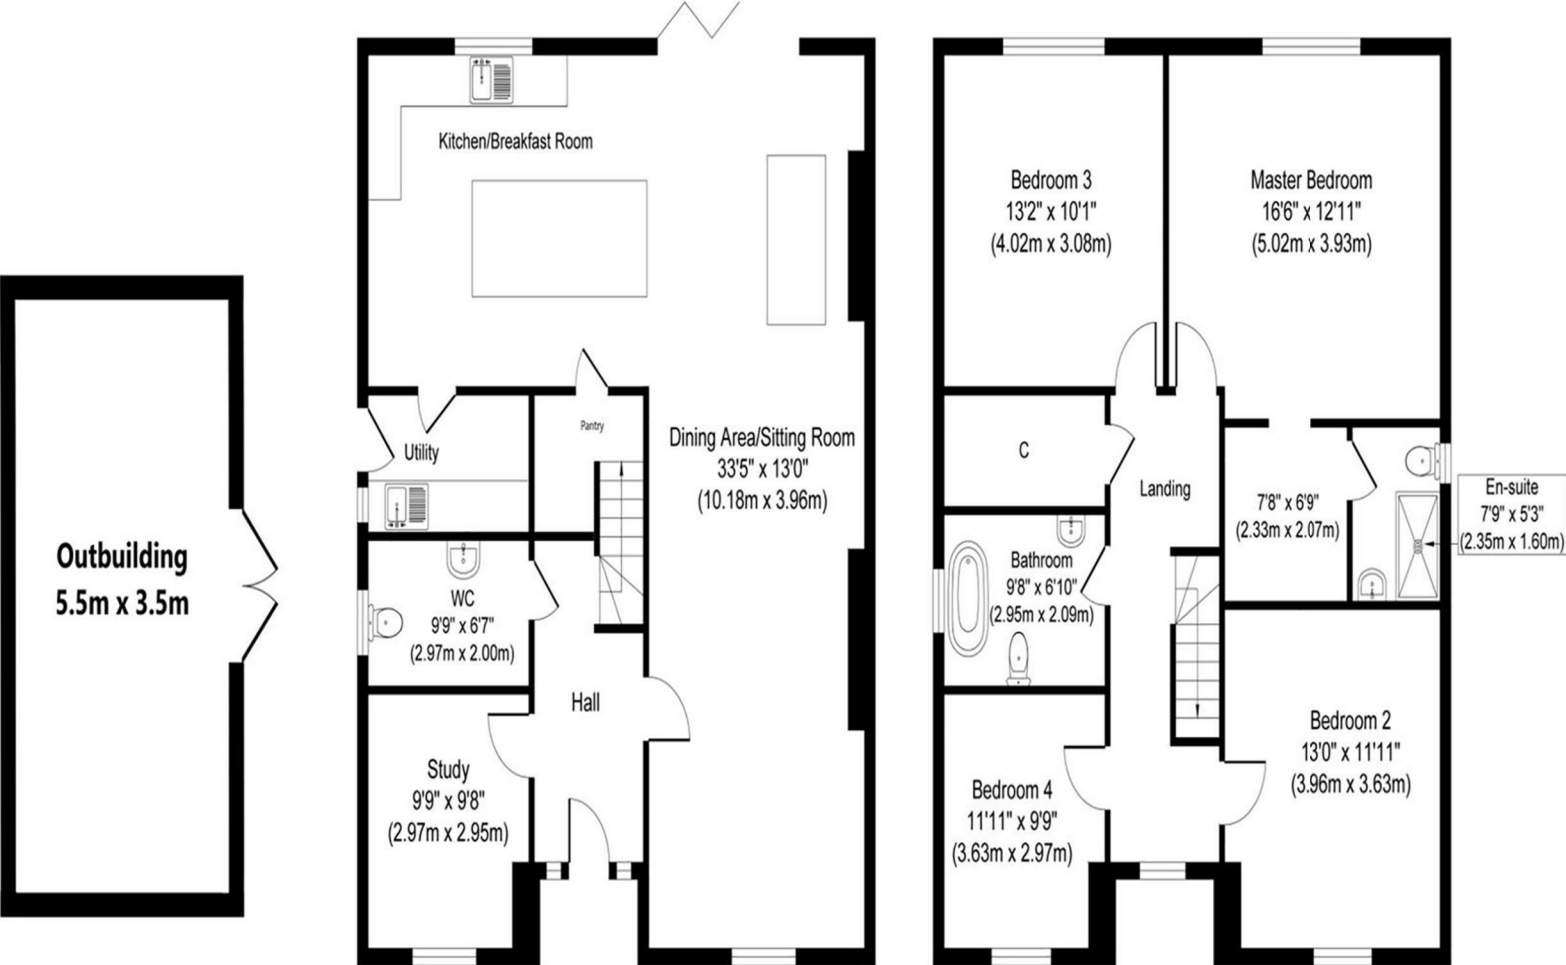 Outbuilding
5.5m x 3.5m
Kitchen/Breakfast Room
Utility
Pantry
Dining Area/Sitting Room
33'5" x 13'0"
(10.18m x 3.96m)
WC
9'9" x 6'7"
(2.97m x 2.00m)
Hall
Study
9'9" x 9'8"
(2.97m x 2.95m)
Bedroom 3
13'2" x 10'1"
(4.02m x 3.08m)
Master Bedroom
16'6" x 12'11"
(5.02m x 3.93m)
C
Landing
7'8" x 6'9"
(2.33m x 2.07m)
En-suite
7'9" x 5'3"
(2.35m x 1.60m)
Bathroom
9'8" x 6'10"
(2.95m x 2.09m)
Bedroom 2
13'0" x 11'11"
(3.96m x 3.63m)
Bedroom 4
11'11" x 9'9"
(3.63m x 2.97m)